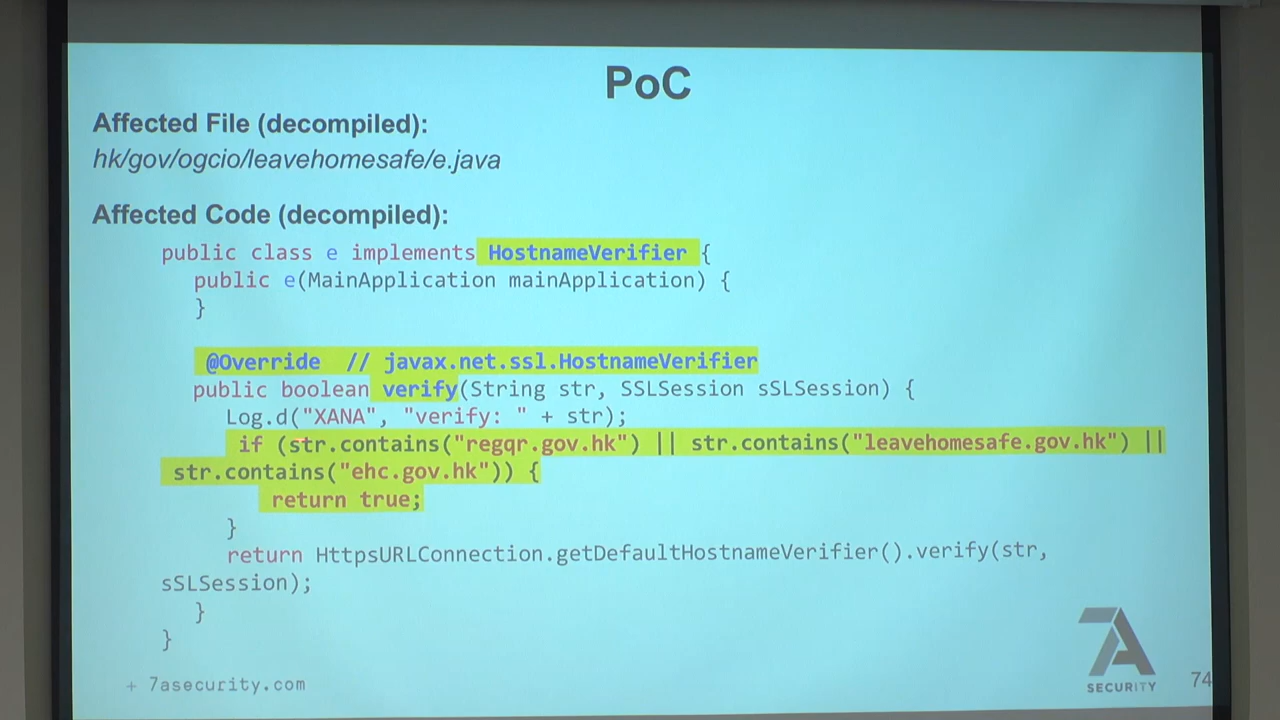 PoC
Affected File (decompiled):
hk/gov/ogcio/leavehomesafe/e.java
Affected Code (decompiled):
public class e implements HostnameVerifier {
public e(MainApplication mainApplication) {
}
@Override // javax.net.ssl.HostnameVerifier
public boolean verify(String str, SSLSession sSLSession) {
Log.d("XANA", "verify: " + str);
if (str.contains("regqr.gov.hk") || str.contains("leavehomesafe.gov.hk") ||
str.contains("ehc.gov.hk")) {
return true;
}
return HttpsURLConnection.getDefaultHostnameVerifier().verify(str,
sSLSession);
}
}
+ 7asecurity.com
7A
SECURITY
74